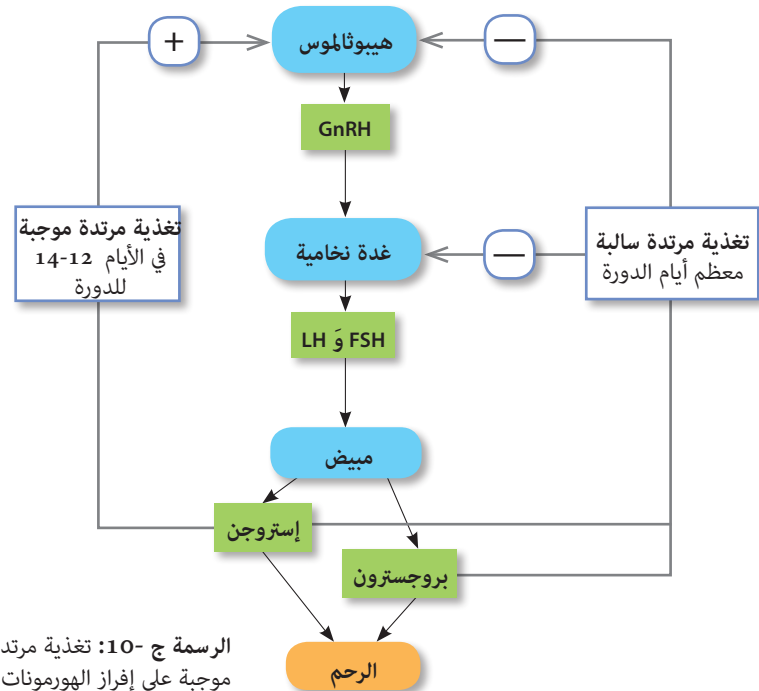 +
هيبوثالموس
—
GnRH
تغذية مرتدة موجبة
في الأيام 12-14
للدورة
تغذية مرتدة سالبة
معظم أيام الدورة
غدة نخامية
—
FSH وَ LH
مبيض
إستروجن
بروجسترون
الرحم
الرسمة ج -10: تغذية مرتد
موجبة على إفراز الهورمونات